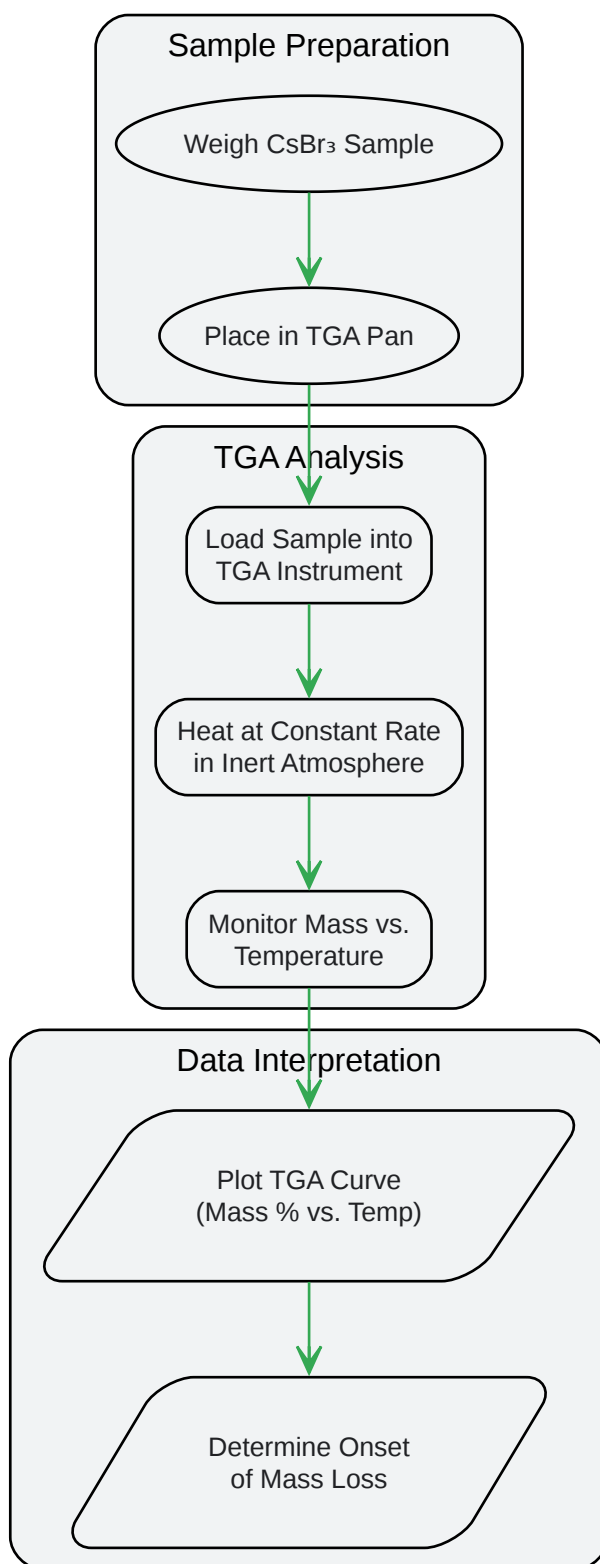 Sample Preparation
Weigh CsBr₃ Sample
Place in TGA Pan
TGA Analysis
Load Sample into
TGA Instrument
Heat at Constant Rate
in Inert Atmosphere
Monitor Mass vs.
Temperature
Data Interpretation
Plot TGA Curve
(Mass % vs. Temp)
Determine Onset
of Mass Loss